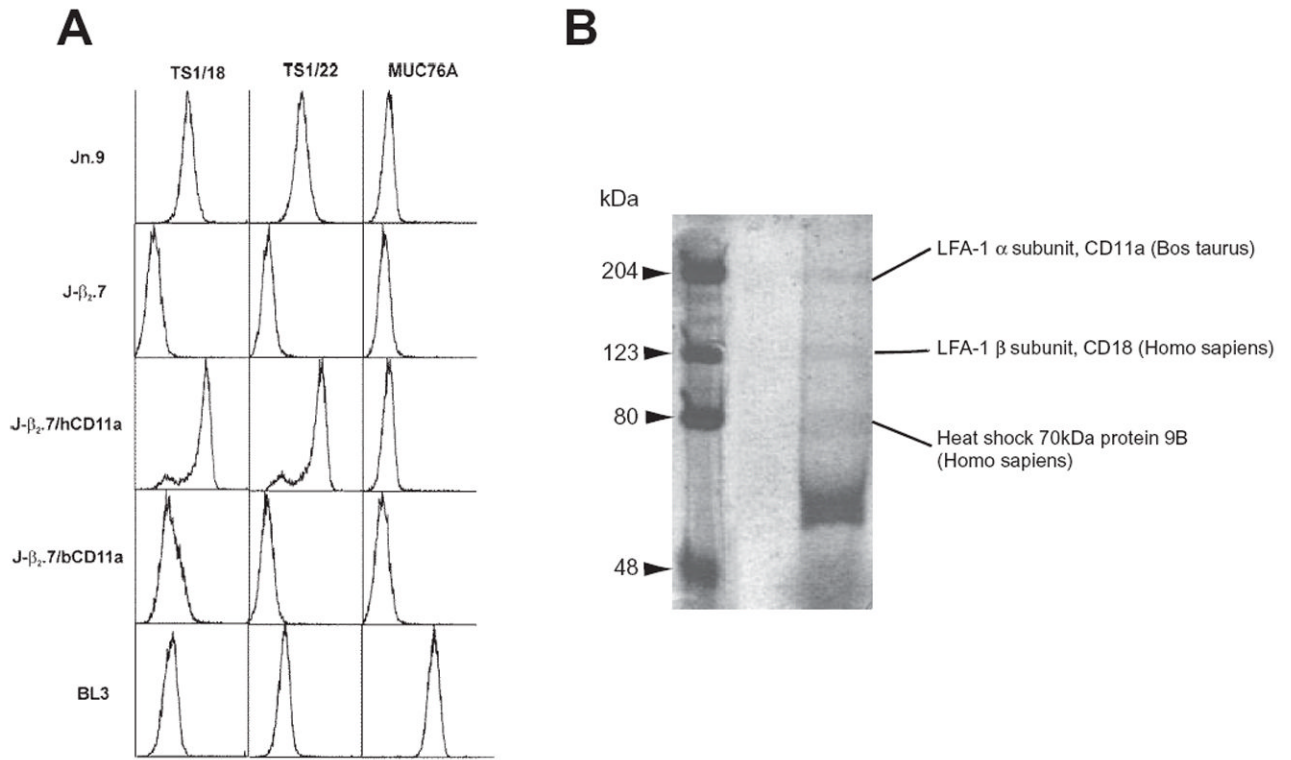 A
TS1/18 TS1/22 MUC76A
Jn.9
J-β₂.7
J-β₂.7/hCD11a
J-β₂.7/bCD11a
BL3
B
kDa
204
123
80
48
LFA-1 α subunit, CD11a (Bos taurus)
LFA-1 β subunit, CD18 (Homo sapiens)
Heat shock 70kDa protein 9B
(Homo sapiens)